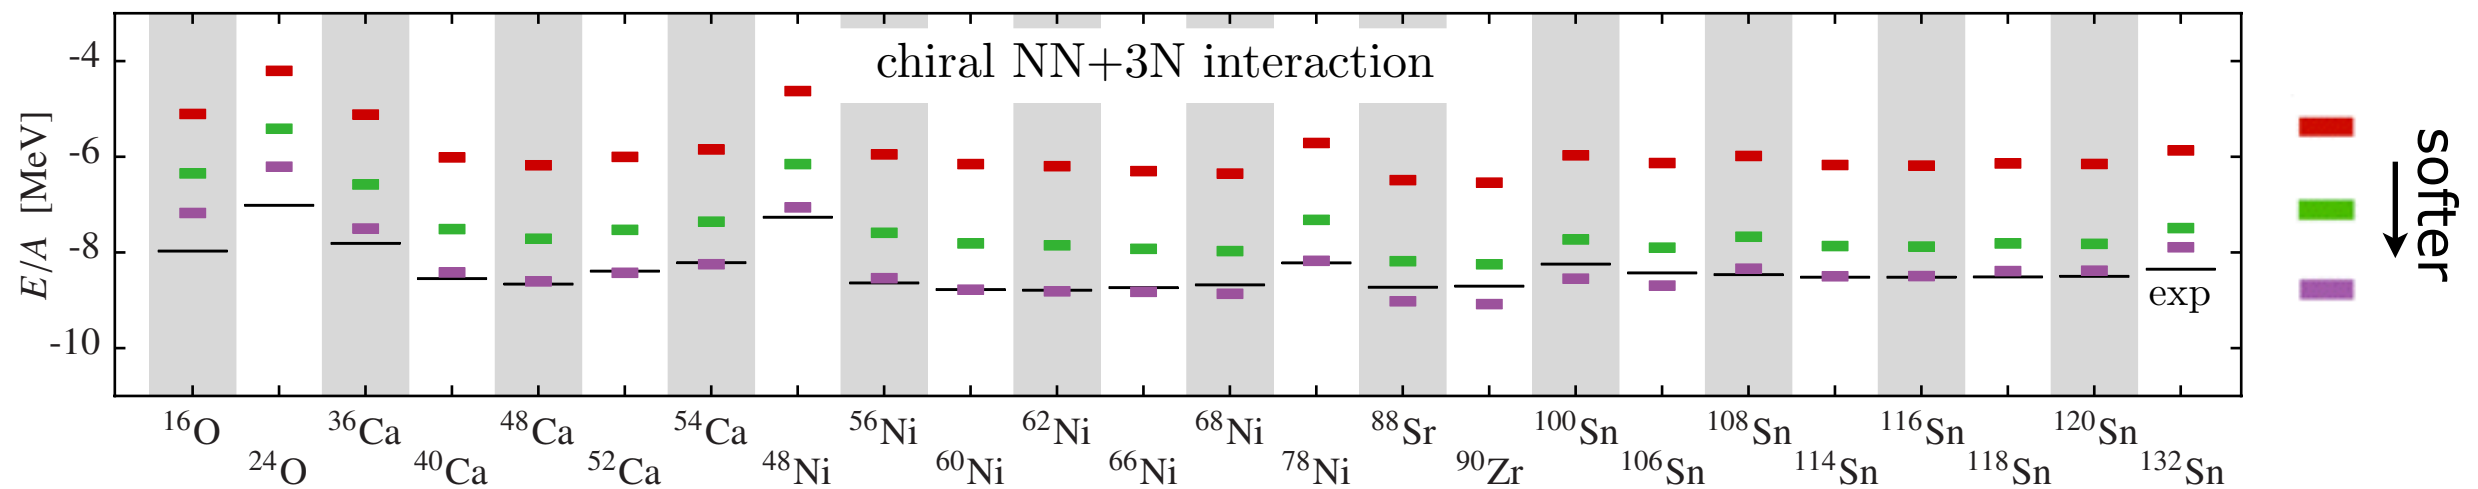 chiral NN+3N interaction
E/A [MeV]
-4
-6
-8
-10
exp
softer
¹⁶O ³⁶Ca ⁴⁸Ca ⁵⁴Ca ⁵⁶Ni ⁶²Ni ⁶⁸Ni ⁸⁸Sr ¹⁰⁰Sn ¹⁰⁸Sn ¹¹⁶Sn ¹²⁰Sn
²⁴O ⁴⁰Ca ⁵²Ca ⁴⁸Ni ⁶⁰Ni ⁶⁶Ni ⁷⁸Ni ⁹⁰Zr ¹⁰⁶Sn ¹¹⁴Sn ¹¹⁸Sn ¹³²Sn